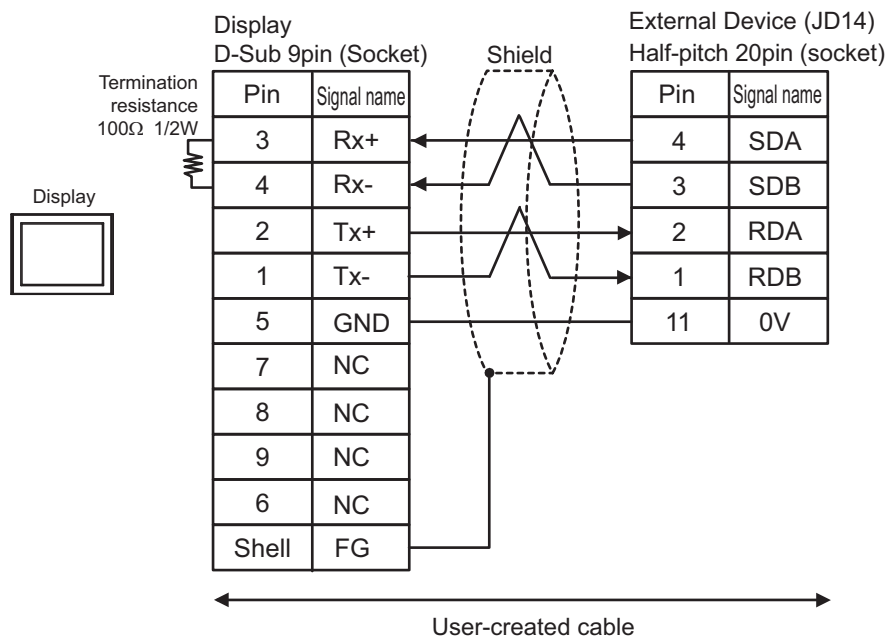 Display
D-Sub 9pin (Socket)
Shield
External Device (JD14)
Half-pitch 20pin (socket)
Termination
resistance
100Ω 1/2W
Display
Pin Signal name
3 Rx+
4 Rx-
2 Tx+
1 Tx-
5 GND
7 NC
8 NC
9 NC
6 NC
Shell FG
Pin Signal name
4 SDA
3 SDB
2 RDA
1 RDB
11 0V
User-created cable